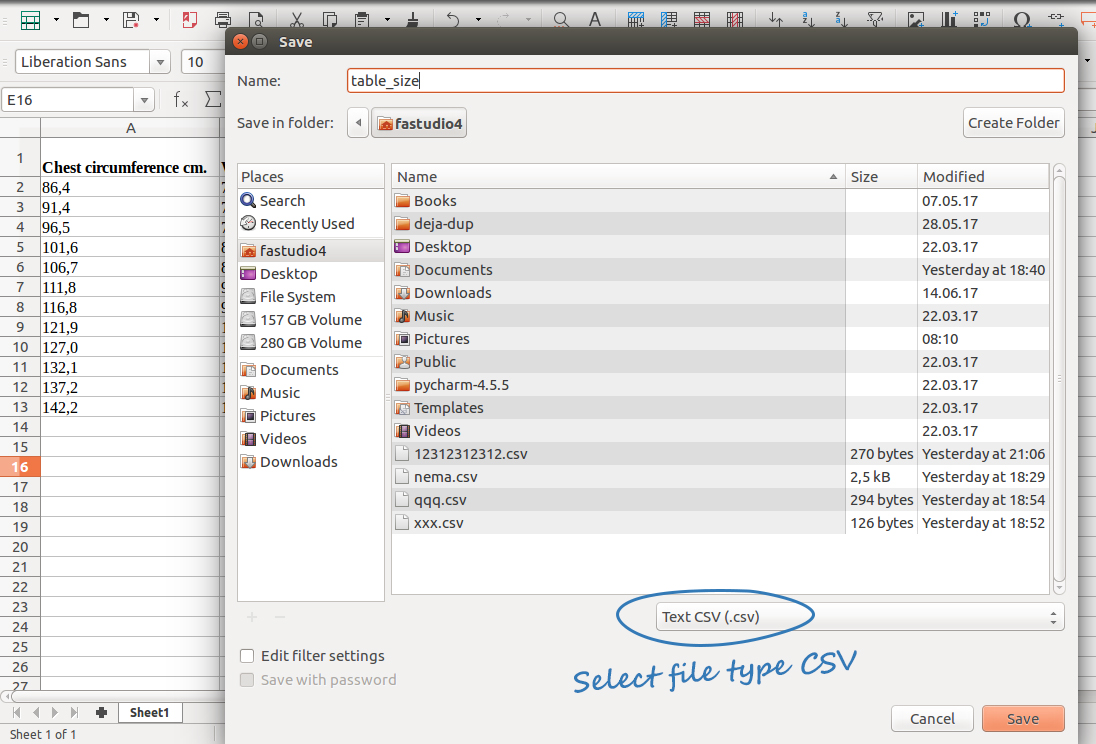 Save
Liberation Sans
10
Name:
table_size
E16
Save in folder:
fastudio4
Create Folder
A
1
Chest circumference cm.
2
86,4
3
91,4
4
96,5
5
101,6
6
106,7
7
111,8
8
116,8
9
121,9
10
127,0
11
132,1
12
137,2
13
142,2
14
15
16
17
18
19
20
21
22
23
24
25
26
27
Places
Search
Recently Used
fastudio4
Desktop
File System
157 GB Volume
280 GB Volume
Documents
Music
Pictures
Videos
Downloads
Name Size Modified
Books 07.05.17
deja-dup 28.05.17
Desktop 22.03.17
Documents Yesterday at 18:40
Downloads 14.06.17
Music 22.03.17
Pictures 08:10
Public 22.03.17
pycharm-4.5.5 22.03.17
Templates 22.03.17
Videos 22.03.17
12312312312.csv 270 bytes Yesterday at 21:06
nema.csv 2,5 kB Yesterday at 18:29
qqq.csv 294 bytes Yesterday at 18:54
xxx.csv 126 bytes Yesterday at 18:52
Text CSV (.csv)
Select file type CSV
Edit filter settings
Save with password
Cancel
Save
Sheet1
Sheet 1 of 1